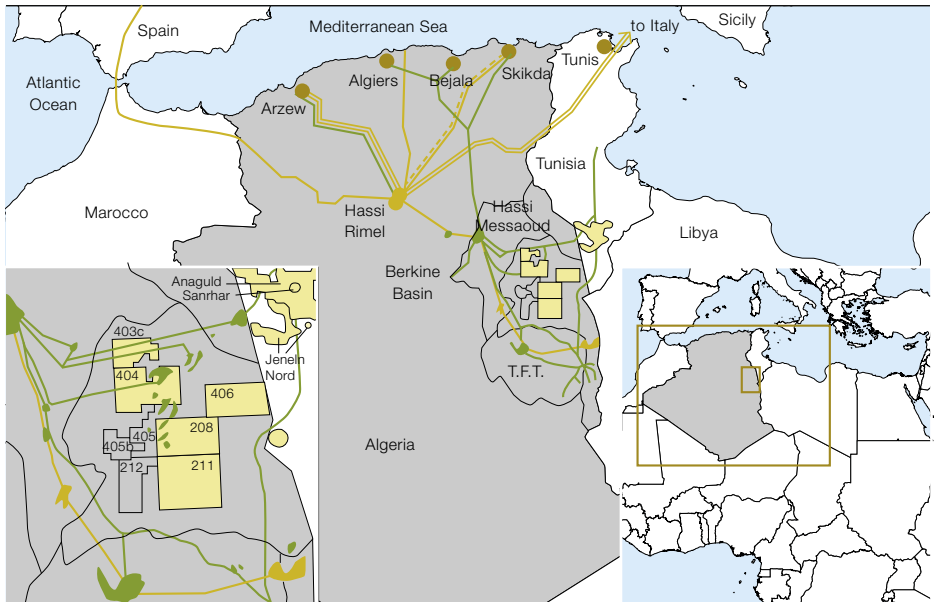 Spain
Mediterranean Sea
to Italy
Sicily
Atlantic
Ocean
Algiers
Bejala
Skikda
Tunis
Arzew
Tunisia
Marocco
Hassi
Rimel
Hassi
Messaoud
Libya
Berkine
Basin
T.F.T.
Algeria
Anaguld
Sanrhar
Jeneln
Nord
403c
404
406
405
405b
208
212
211